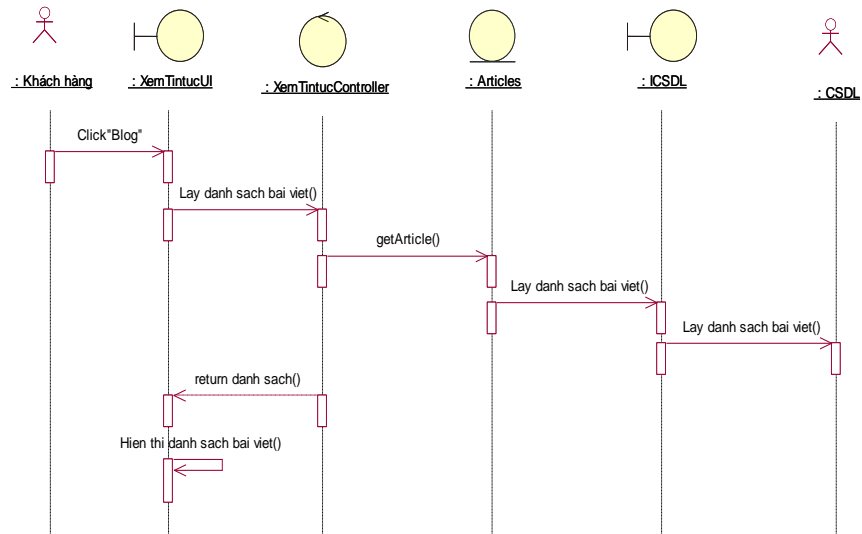 : Khách hàng
: XemTintucUI
: XemTintucController
: Articles
: ICSDL
: CSDL
Click"Blog"
Lay danh sach bai viet()
getArticle()
Lay danh sach bai viet()
Lay danh sach bai viet()
return danh sach()
Hien thi danh sach bai viet()